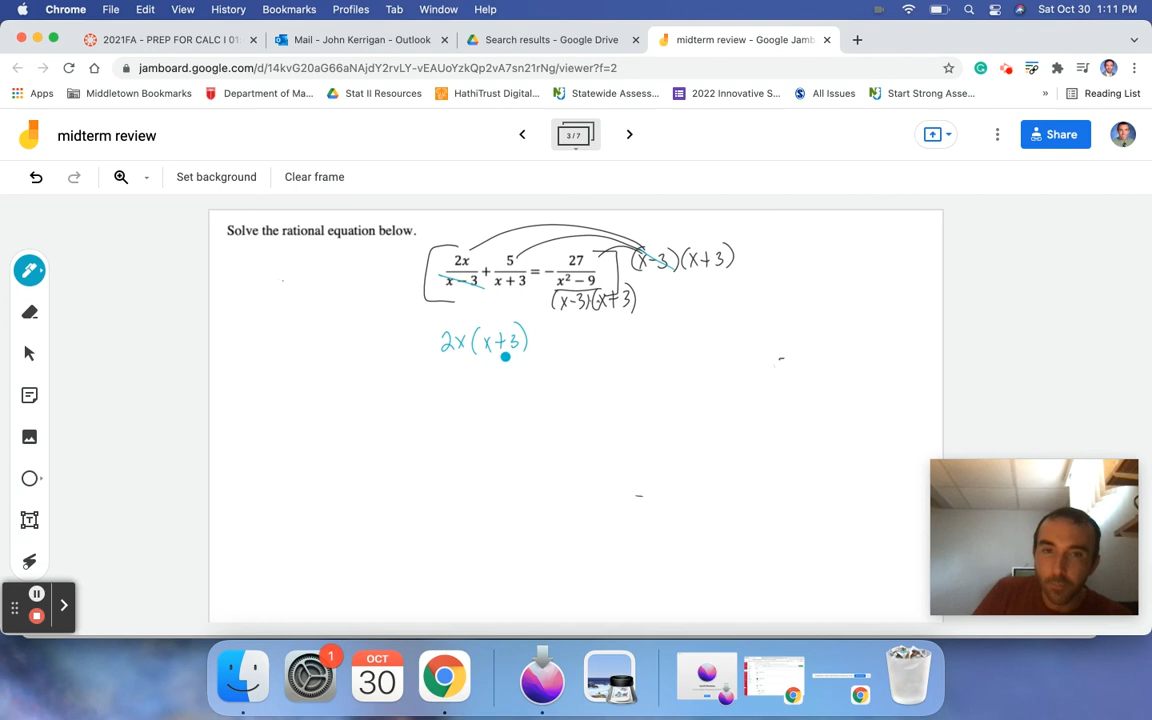 Chrome File Edit View History Bookmarks Profiles Tab Window Help Sat Oct 30 1:11 PM
2021FA - PREP FOR CALC I 01: Mail - John Kerrigan - Outlook Search results - Google Drive midterm review - Google Jamb
jamboard.google.com/d/14kvG20aG66aNAjdY2rvLY-vEAUoYzkQp2vA7sn21rNg/viewer?f=2
Apps Middletown Bookmarks Department of Ma... Stat II Resources HathiTrust Digital... Statewide Assess... 2022 Innovative S... All Issues Start Strong Asse... » Reading List
midterm review 3/7 Share
Set background Clear frame
Solve the rational equation below.
2x/(x − 3) + 5/(x + 3) = − 27/(x² − 9) (x-3)(x+3)
(x-3)(x+3)
2x(x+3)
1
OCT
30